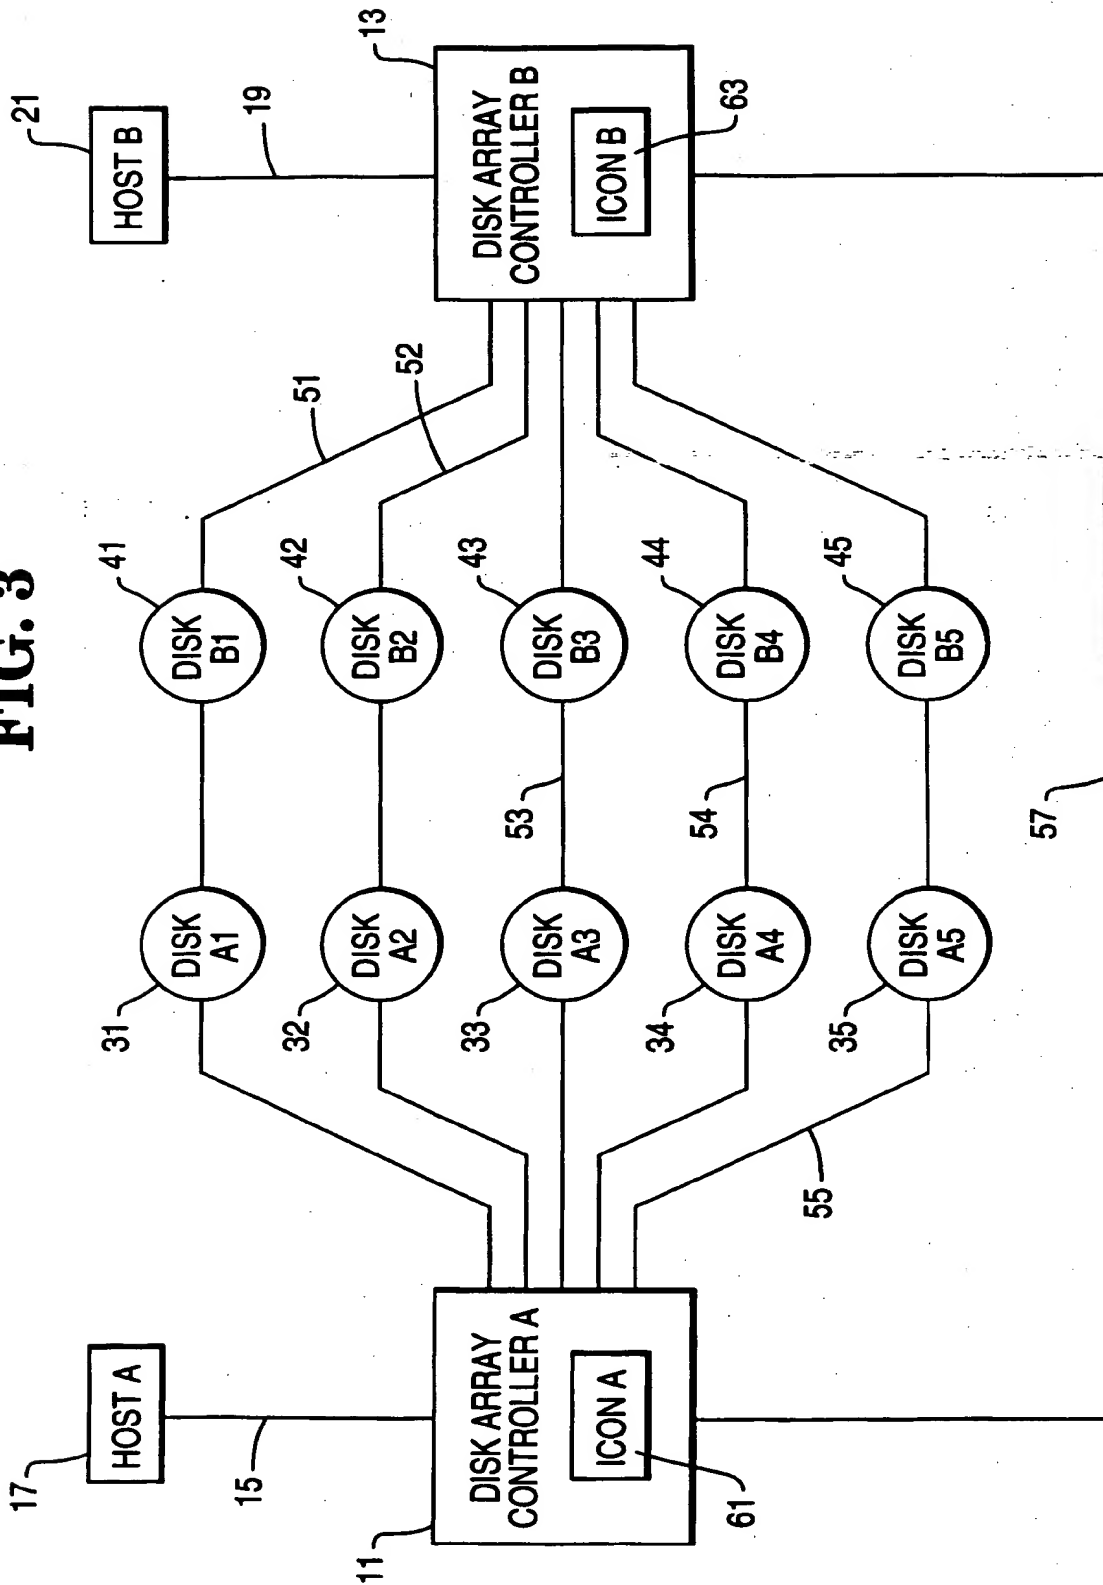 FIG. 3
17
HOST A
15
21
HOST B
19
11
DISK ARRAY
CONTROLLER A
ICON A
61
13
DISK ARRAY
CONTROLLER B
ICON B
63
31
DISK
A1
41
DISK
B1
51
32
DISK
A2
42
DISK
B2
52
33
DISK
A3
53
43
DISK
B3
34
DISK
A4
54
44
DISK
B4
35
DISK
A5
45
DISK
B5
55
57